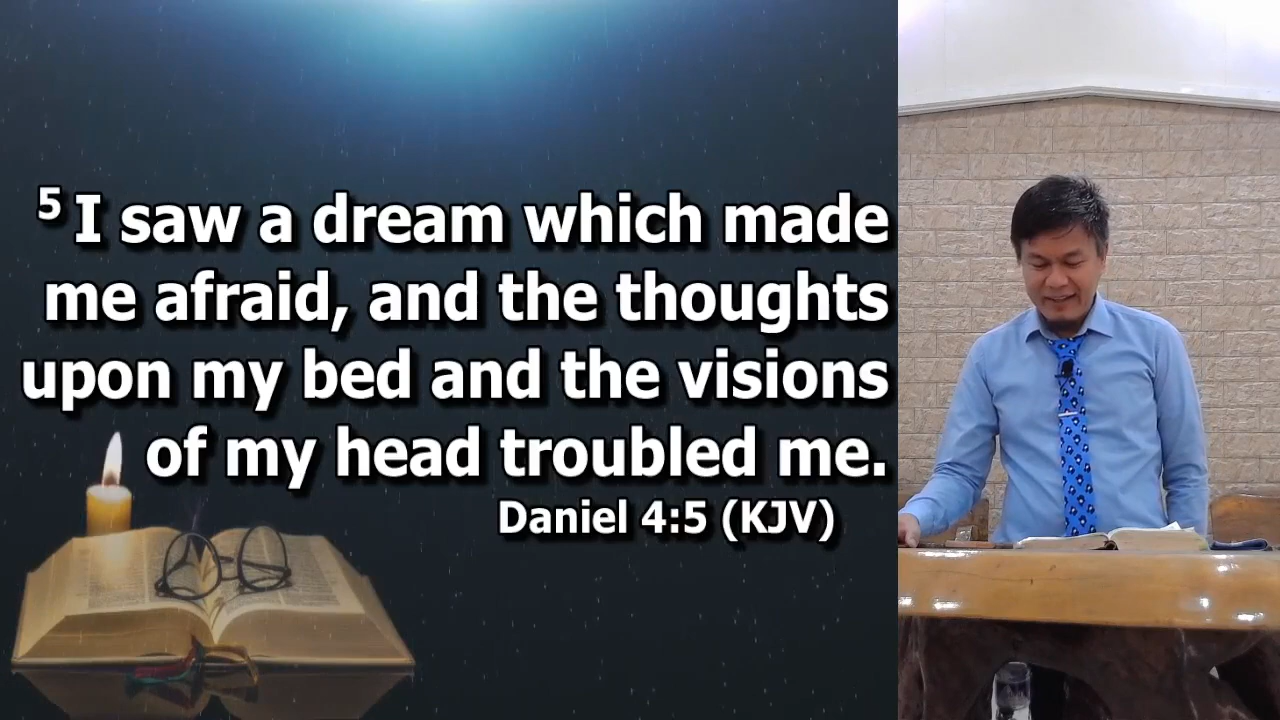 5 I saw a dream which made
me afraid, and the thoughts
upon my bed and the visions
of my head troubled me.
Daniel 4:5 (KJV)